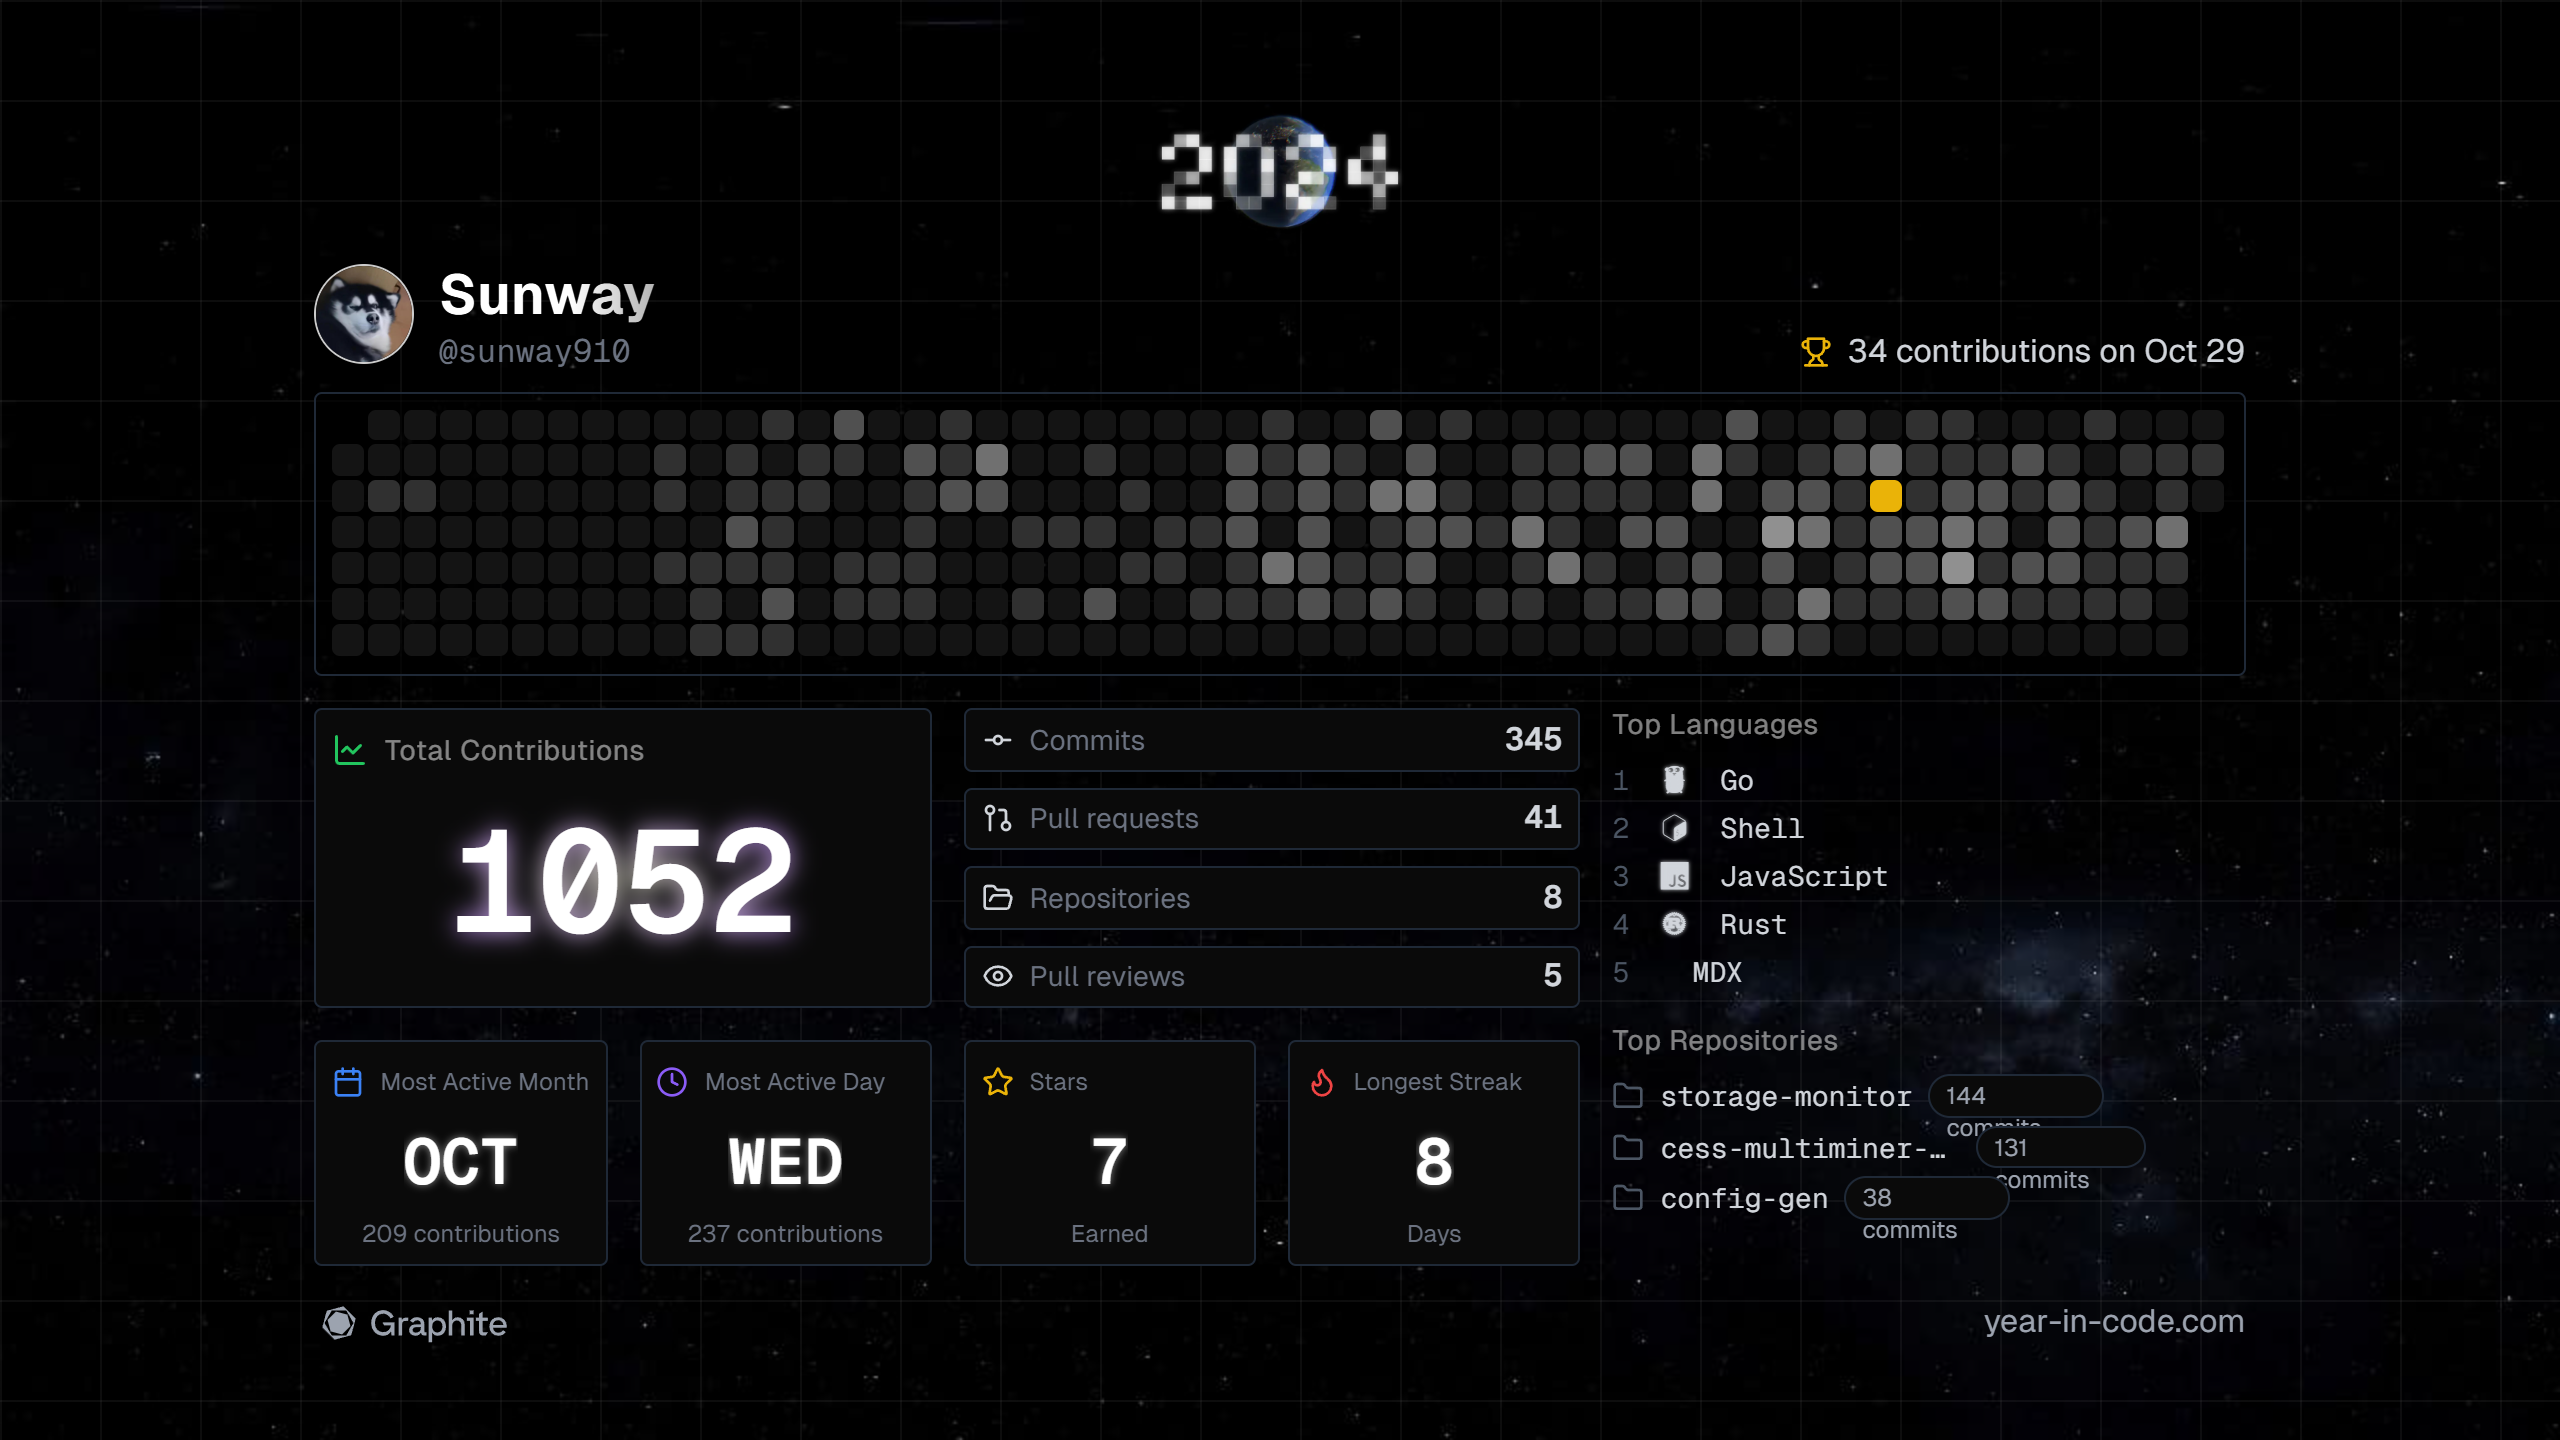 2024
Sunway
@sunway910
34 contributions on Oct 29
Total Contributions
1052
Commits 345
Pull requests 41
Repositories 8
Pull reviews 5
Most Active Month
OCT
209 contributions
Most Active Day
WED
237 contributions
Stars
7
Earned
Longest Streak
8
Days
Top Languages
1 Go
2 Shell
3 JS JavaScript
4 Rust
5 MDX
Top Repositories
storage-monitor 144
commits
cess-multiminer-… 131
commits
config-gen 38
commits
Graphite
year-in-code.com